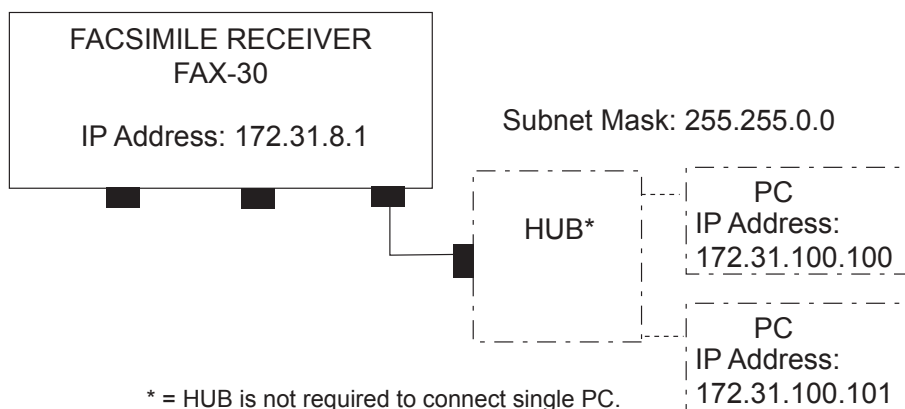 FACSIMILE RECEIVER
FAX-30
IP Address: 172.31.8.1
Subnet Mask: 255.255.0.0
HUB*
PC
IP Address:
172.31.100.100
PC
IP Address:
172.31.100.101
* = HUB is not required to connect single PC.